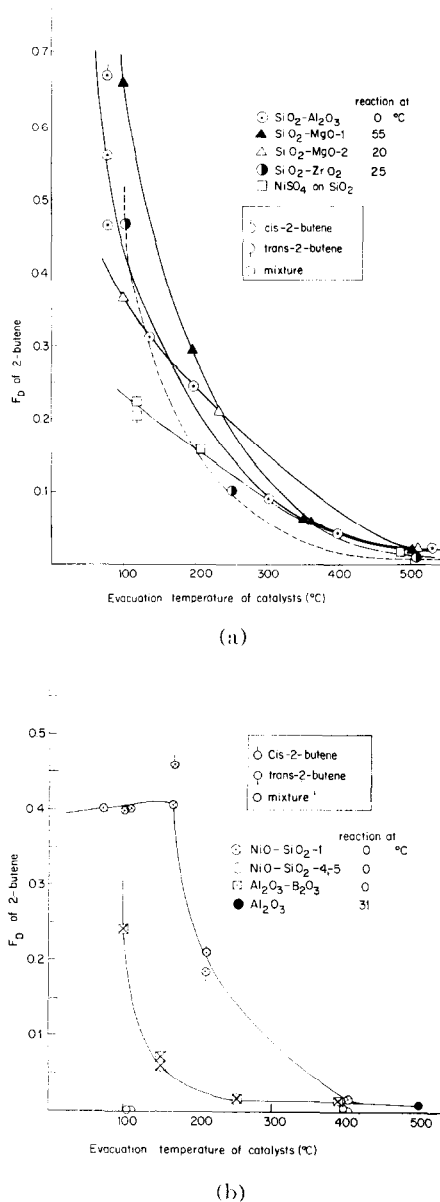 0.7
0.6
0.5
0.4
0.3
0.2
0.1
F_D of 2-butene
reaction at
SiO₂-Al₂O₃ 0 °C
SiO₂-MgO-1 55
SiO₂-MgO-2 20
SiO₂-ZrO₂ 25
NiSO₄ on SiO₂
cis-2-butene
trans-2-butene
mixture
100 200 300 400 500
Evacuation temperature of catalysts (°C)
(a)
0.5
0.4
0.3
0.2
0.1
F_D of 2-butene
Cis-2-butene
trans-2-butene
mixture
reaction at
NiO-SiO₂-1 0 °C
NiO-SiO₂-4,-5 0
Al₂O₃-B₂O₃ 0
Al₂O₃ 31
100 200 300 400 500
Evacuation temperature of catalysts (°C)
(b)